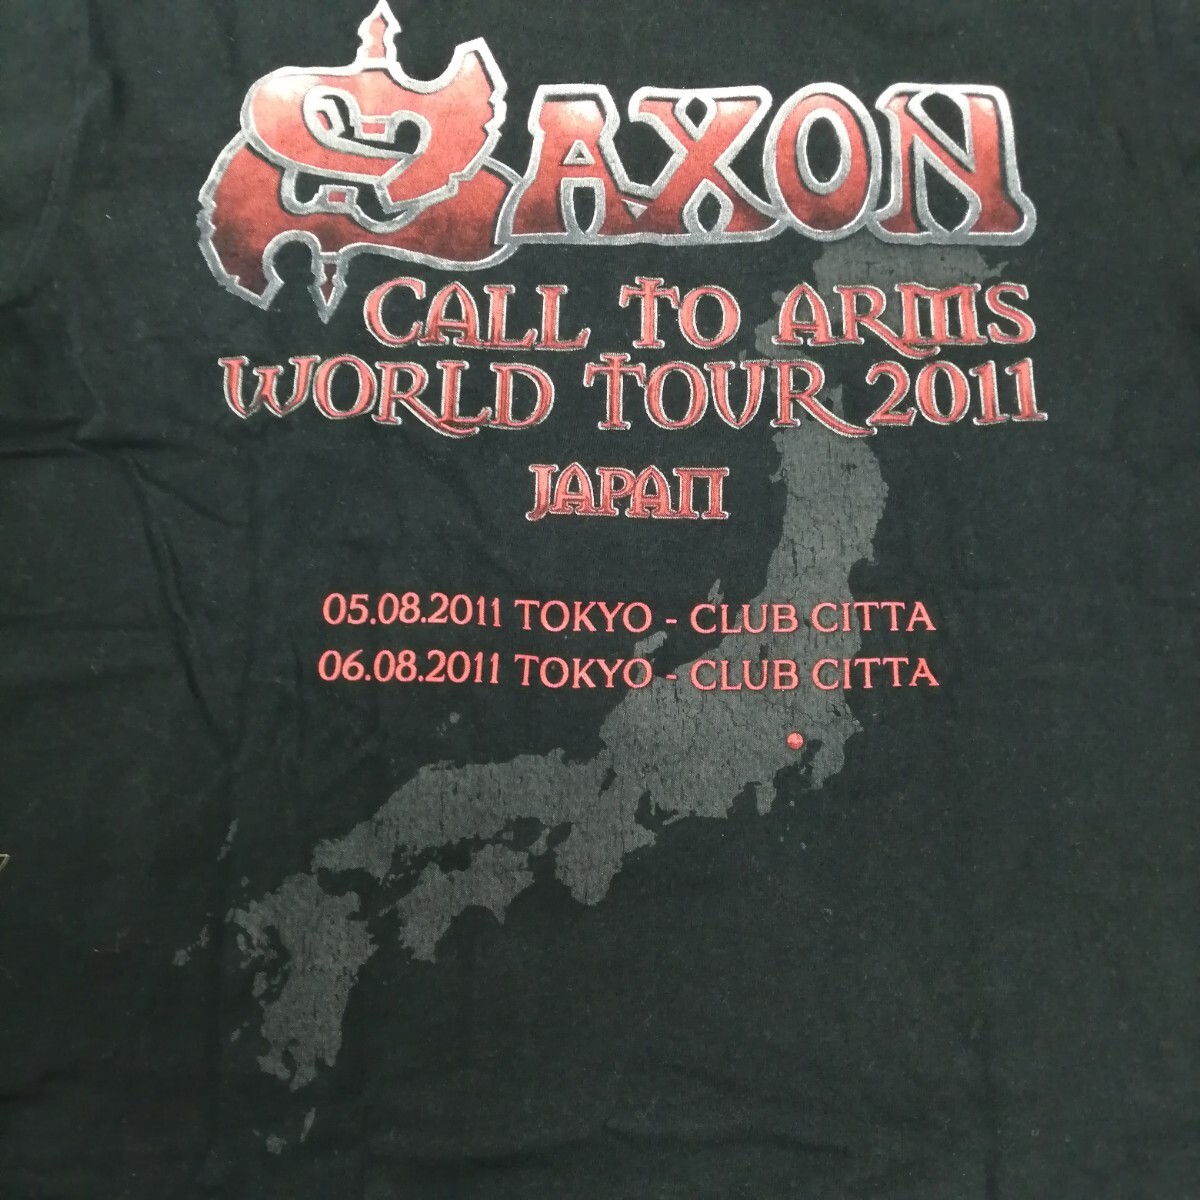 SAXON
CALL TO ARMS
WORLD TOUR 2011
JAPAN
05.08.2011 TOKYO - CLUB CITTA
06.08.2011 TOKYO - CLUB CITTA